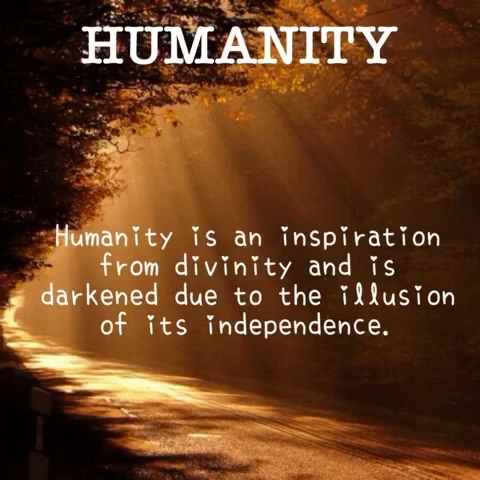 HUMANITY
Humanity is an inspiration
from divinity and is
darkened due to the illusion
of its independence.